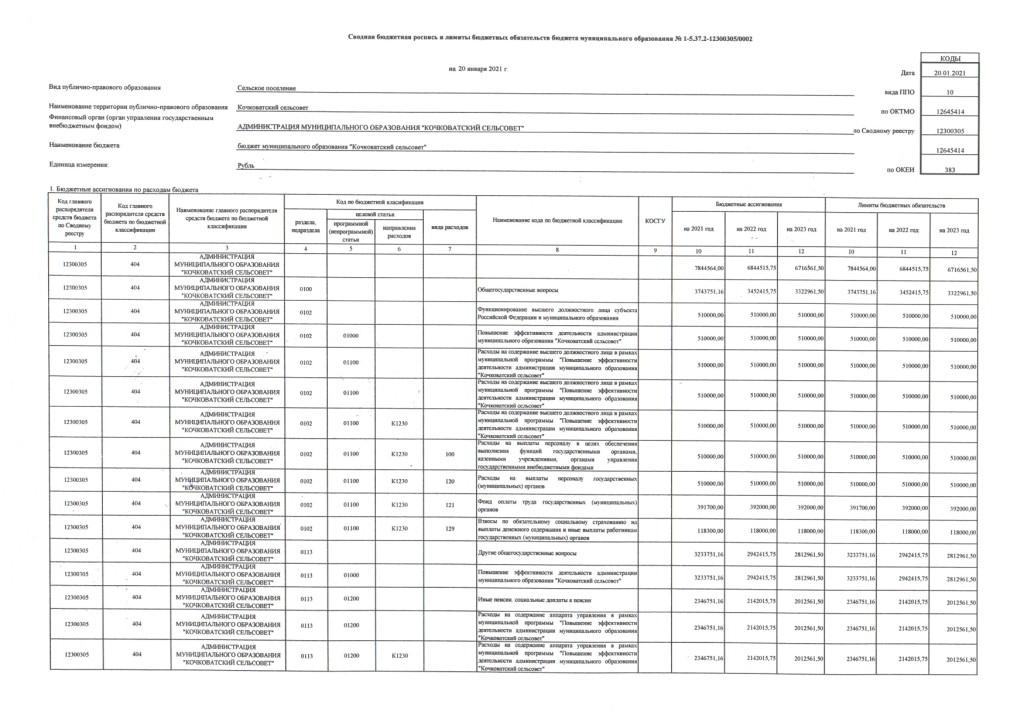 Сводная бюджетная роспись и лимиты бюджетных обязательств бюджета муниципального образования № 1-5.37.2-12300305/0002
КОДЫ
на 20 января 2021 г.
Дата 20.01.2021
Вид публично-правового образования Сельское поселение вида ППО 10
Наименование территории публично-правового образования Кочковатский сельсовет по ОКТМО 12645414
Финансовый орган (орган управления государственным
внебюджетным фондом) АДМИНИСТРАЦИЯ МУНИЦИПАЛЬНОГО ОБРАЗОВАНИЯ "КОЧКОВАТСКИЙ СЕЛЬСОВЕТ" по Сводному реестру 12300305
Наименование бюджета бюджет муниципального образования "Кочковатский сельсовет" 12645414
Единица измерения: Рубль по ОКЕИ 383
1. Бюджетные ассигнования по расходам бюджета
Код главного распорядителя средств бюджета по Сводному реестру
Код главного распорядителя средств бюджета по бюджетной классификации
Наименование главного распорядителя средств бюджета по бюджетной классификации
Код по бюджетной класификации
раздела, подраздела
целевой статьи
программной (непрограммной) статьи
направления расходов
вида расходов
Наименование кода по бюджетной классификации
КОСГУ
Бюджетные ассигнования
на 2021 год на 2022 год на 2023 год
Лимиты бюджетных обязательств
на 2021 год на 2022 год на 2023 год
1 2 3 4 5 6 7 8 9 10 11 12 10 11 12
12300305 404 АДМИНИСТРАЦИЯ МУНИЦИПАЛЬНОГО ОБРАЗОВАНИЯ "КОЧКОВАТСКИЙ СЕЛЬСОВЕТ" 7844564,00 6844515,75 6716561,50 7844564,00 6844515,75 6716561,50
12300305 404 АДМИНИСТРАЦИЯ МУНИЦИПАЛЬНОГО ОБРАЗОВАНИЯ "КОЧКОВАТСКИЙ СЕЛЬСОВЕТ" 0100 Общегосударственные вопросы 3743751,16 3452415,75 3322961,50 3743751,16 3452415,75 3322961,50
12300305 404 АДМИНИСТРАЦИЯ МУНИЦИПАЛЬНОГО ОБРАЗОВАНИЯ "КОЧКОВАТСКИЙ СЕЛЬСОВЕТ" 0102 Функционирование высшего должностного лица субъекта Российской Федерации и муниципального образования 510000,00 510000,00 510000,00 510000,00 510000,00 510000,00
12300305 404 АДМИНИСТРАЦИЯ МУНИЦИПАЛЬНОГО ОБРАЗОВАНИЯ "КОЧКОВАТСКИЙ СЕЛЬСОВЕТ" 0102 01000 Повышение эффективности деятельности администрации муниципального образования "Кочковатский сельсовет" 510000,00 510000,00 510000,00 510000,00 510000,00 510000,00
12300305 404 АДМИНИСТРАЦИЯ МУНИЦИПАЛЬНОГО ОБРАЗОВАНИЯ "КОЧКОВАТСКИЙ СЕЛЬСОВЕТ" 0102 01100 Расходы на содержание высшего должностного лица в рамках муниципальной программы "Повышение эффективности деятельности администрации муниципального образования "Кочковатский сельсовет" 510000,00 510000,00 510000,00 510000,00 510000,00 510000,00
12300305 404 АДМИНИСТРАЦИЯ МУНИЦИПАЛЬНОГО ОБРАЗОВАНИЯ "КОЧКОВАТСКИЙ СЕЛЬСОВЕТ" 0102 01100 Расходы на содержание высшего должностного лица в рамках муниципальной программы "Повышение эффективности деятельности администрации муниципального образования "Кочковатский сельсовет" 510000,00 510000,00 510000,00 510000,00 510000,00 510000,00
12300305 404 АДМИНИСТРАЦИЯ МУНИЦИПАЛЬНОГО ОБРАЗОВАНИЯ "КОЧКОВАТСКИЙ СЕЛЬСОВЕТ" 0102 01100 К1230 Расходы на содержание высшего должностного лица в рамках муниципальной программы "Повышение эффективности деятельности администрации муниципального образования "Кочковатский сельсовет" 510000,00 510000,00 510000,00 510000,00 510000,00 510000,00
12300305 404 АДМИНИСТРАЦИЯ МУНИЦИПАЛЬНОГО ОБРАЗОВАНИЯ "КОЧКОВАТСКИЙ СЕЛЬСОВЕТ" 0102 01100 К1230 100 Расходы на выплаты персоналу в целях обеспечения выполнения функций государственными органами, казенными учреждениями, органами управления государственными внебюджетными фондами 510000,00 510000,00 510000,00 510000,00 510000,00 510000,00
12300305 404 АДМИНИСТРАЦИЯ МУНИЦИПАЛЬНОГО ОБРАЗОВАНИЯ "КОЧКОВАТСКИЙ СЕЛЬСОВЕТ" 0102 01100 К1230 120 Расходы на выплаты персоналу государственных (муниципальных) органов 510000,00 510000,00 510000,00 510000,00 510000,00 510000,00
12300305 404 АДМИНИСТРАЦИЯ МУНИЦИПАЛЬНОГО ОБРАЗОВАНИЯ "КОЧКОВАТСКИЙ СЕЛЬСОВЕТ" 0102 01100 К1230 121 Фонд оплаты труда государственных (муниципальных) органов 391700,00 392000,00 392000,00 391700,00 392000,00 392000,00
12300305 404 АДМИНИСТРАЦИЯ МУНИЦИПАЛЬНОГО ОБРАЗОВАНИЯ "КОЧКОВАТСКИЙ СЕЛЬСОВЕТ" 0102 01100 К1230 129 Взносы по обязательному социальному страхованию на выплаты денежного содержания и иные выплаты работникам государственных (муниципальных) органов 118300,00 118000,00 118000,00 118300,00 118000,00 118000,00
12300305 404 АДМИНИСТРАЦИЯ МУНИЦИПАЛЬНОГО ОБРАЗОВАНИЯ "КОЧКОВАТСКИЙ СЕЛЬСОВЕТ" 0113 Другие общегосударственные вопросы 3233751,16 2942415,75 2812961,50 3233751,16 2942415,75 2812961,50
12300305 404 АДМИНИСТРАЦИЯ МУНИЦИПАЛЬНОГО ОБРАЗОВАНИЯ "КОЧКОВАТСКИЙ СЕЛЬСОВЕТ" 0113 01000 Повышение эффективности деятельности администрации муниципального образования "Кочковатский сельсовет" 3233751,16 2942415,75 2812961,50 3233751,16 2942415,75 2812961,50
12300305 404 АДМИНИСТРАЦИЯ МУНИЦИПАЛЬНОГО ОБРАЗОВАНИЯ "КОЧКОВАТСКИЙ СЕЛЬСОВЕТ" 0113 01200 Иные пенсии, социальные доплаты к пенсии 2346751,16 2142015,75 2012561,50 2346751,16 2142015,75 2012561,50
12300305 404 АДМИНИСТРАЦИЯ МУНИЦИПАЛЬНОГО ОБРАЗОВАНИЯ "КОЧКОВАТСКИЙ СЕЛЬСОВЕТ" 0113 01200 Расходы на содержание аппарата управления в рамках муниципальной программы "Повышение эффективности деятельности администрации муниципального образования "Кочковатский сельсовет" 2346751,16 2142015,75 2012561,50 2346751,16 2142015,75 2012561,50
12300305 404 АДМИНИСТРАЦИЯ МУНИЦИПАЛЬНОГО ОБРАЗОВАНИЯ "КОЧКОВАТСКИЙ СЕЛЬСОВЕТ" 0113 01200 К1230 Расходы на содержание аппарата управления в рамках муниципальной программы "Повышение эффективности деятельности администрации муниципального образования "Кочковатский сельсовет" 2346751,16 2142015,75 2012561,50 2346751,16 2142015,75 2012561,50